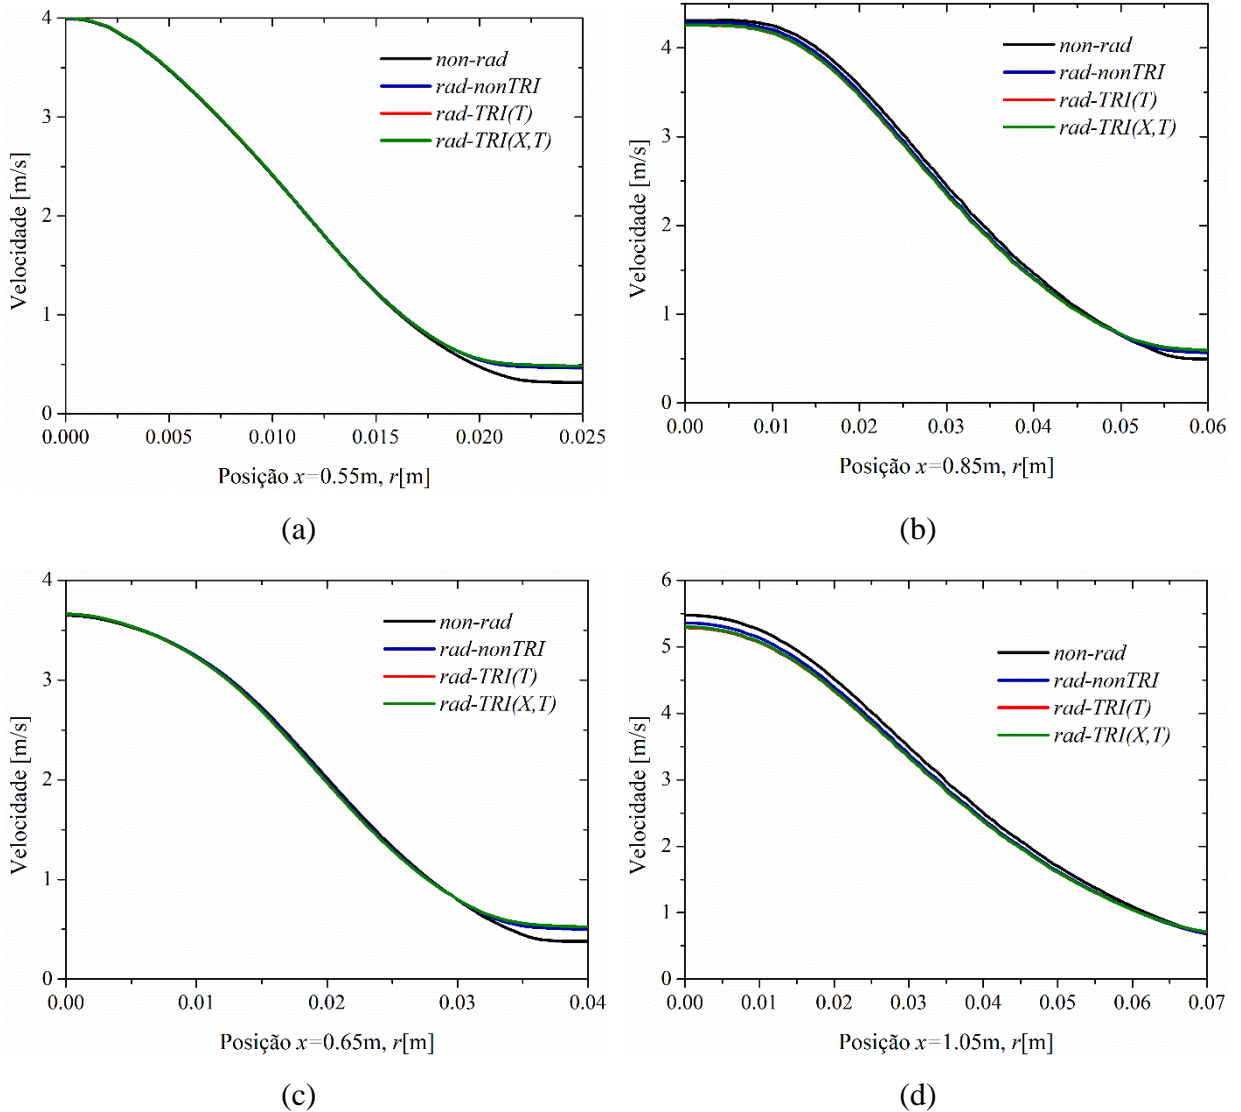 4
3
2
1
0
Velocidade [m/s]
non-rad
rad-nonTRI
rad-TRI(T)
rad-TRI(X,T)
0.000 0.005 0.010 0.015 0.020 0.025
Posição x=0.55m, r[m]
(a)
4
3
2
1
0
Velocidade [m/s]
non-rad
rad-nonTRI
rad-TRI(T)
rad-TRI(X,T)
0.00 0.01 0.02 0.03 0.04 0.05 0.06
Posição x=0.85m, r[m]
(b)
4
3
2
1
0
Velocidade [m/s]
non-rad
rad-nonTRI
rad-TRI(T)
rad-TRI(X,T)
0.00 0.01 0.02 0.03 0.04
Posição x=0.65m, r[m]
(c)
6
5
4
3
2
1
0
Velocidade [m/s]
non-rad
rad-nonTRI
rad-TRI(T)
rad-TRI(X,T)
0.00 0.01 0.02 0.03 0.04 0.05 0.06 0.07
Posição x=1.05m, r[m]
(d)